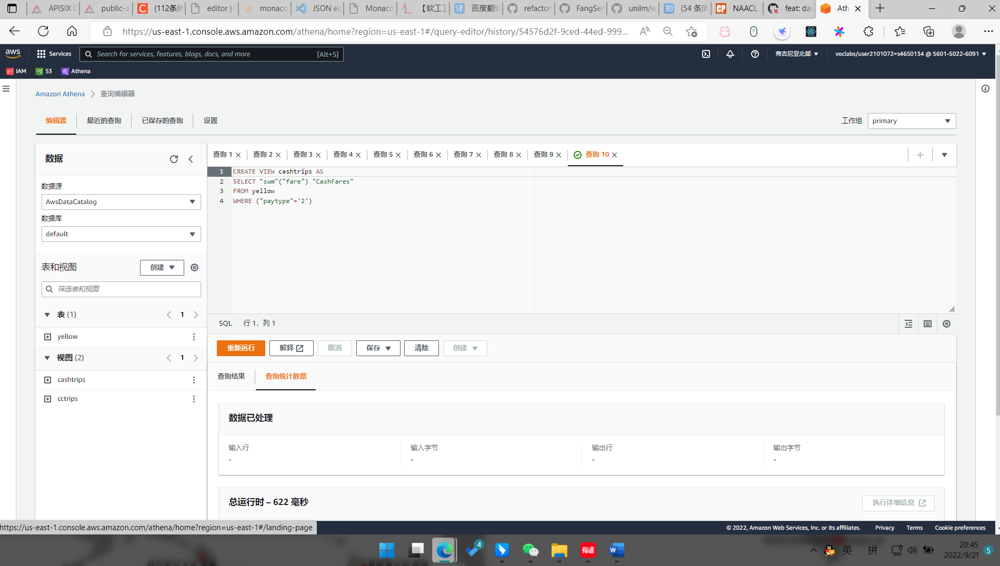 APISIX D
public-a
(112条消
editor |
monaco
JSON ed
Monaco
【软工】
百度翻译
refactor
FangSer
unilm/w
(54 条消
NAACL
feat: das
Ath
https://us-east-1.console.aws.amazon.com/athena/home?region=us-east-1#/query-editor/history/54576d2f-9ced-44ed-999...
aws
Services
Search for services, features, blogs, docs, and more
[Alt+S]
弗吉尼亚北部
voclabs/user2101072=s4650134 @ 5601-5022-6091
IAM
S3
Athena
Amazon Athena
查询编辑器
编辑器
最近的查询
已保存的查询
设置
工作组
primary
数据
查询 1
查询 2
查询 3
查询 4
查询 5
查询 6
查询 7
查询 8
查询 9
查询 10
数据源
AwsDataCatalog
数据库
default
表和视图
创建
筛选表和视图
表 (1)
1
yellow
视图 (2)
1
cashtrips
cctrips
1 CREATE VIEW cashtrips AS
2 SELECT "sum"("fare") "CashFares"
3 FROM yellow
4 WHERE ("paytype"='2')
SQL
行 1，列 1
重新运行
解释
取消
保存
清除
创建
查询结果
查询统计数据
数据已处理
输入行
-
输入字节
-
输出行
-
输出字节
-
总运行时 – 622 毫秒
执行详细信息
https://us-east-1.console.aws.amazon.com/athena/home?region=us-east-1#/landing-page
© 2022, Amazon Web Services, Inc. or its affiliates.
Privacy
Terms
Cookie preferences
4
有道
W
英
拼
20:45
2022/9/21
5